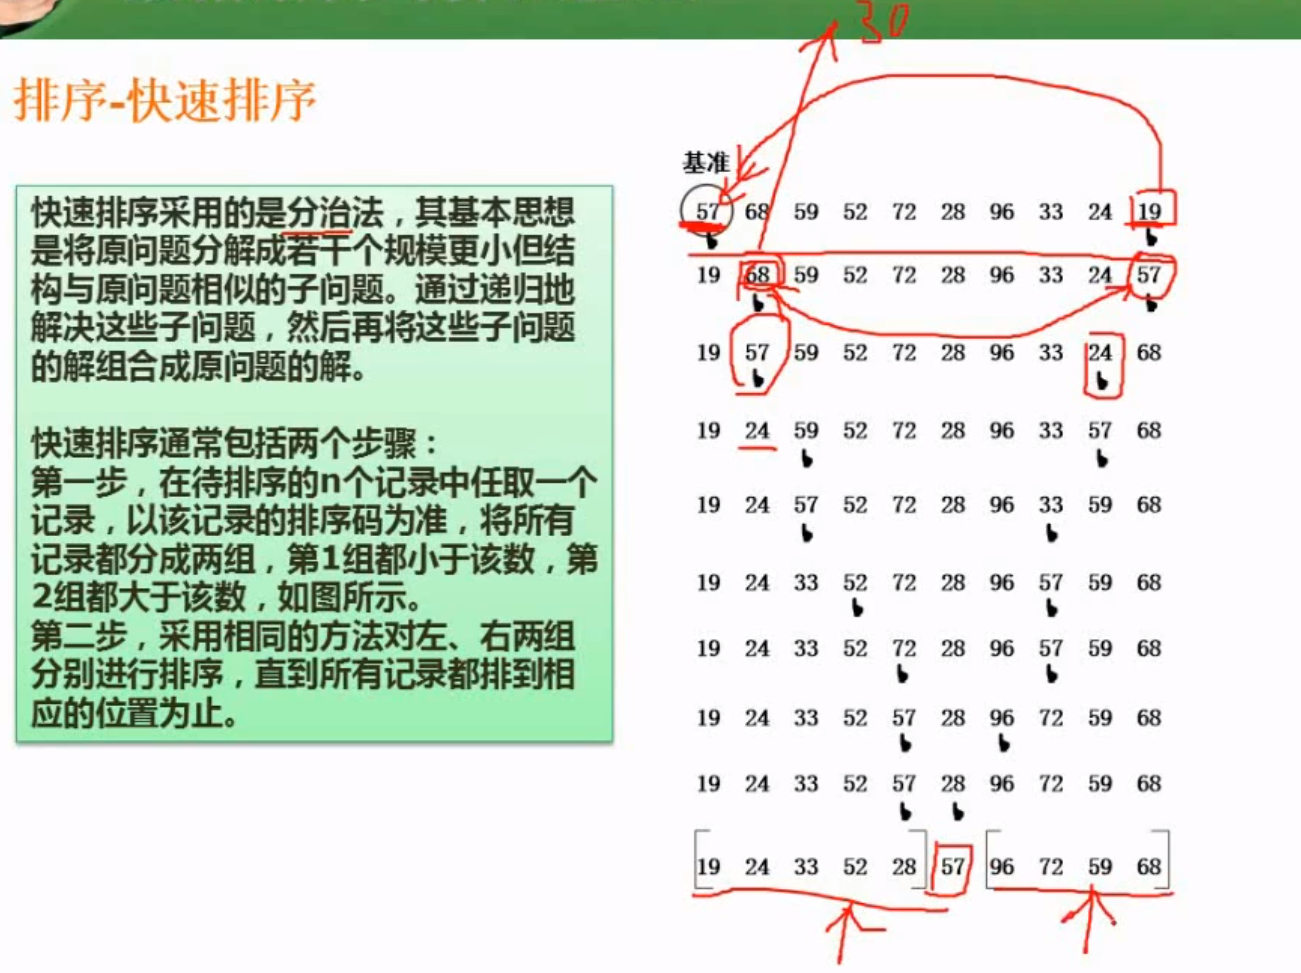 30
排序-快速排序
快速排序采用的是分治法，其基本思想
是将原问题分解成若干个规模更小但结
构与原问题相似的子问题。通过递归地
解决这些子问题，然后再将这些子问题
的解组合成原问题的解。
快速排序通常包括两个步骤：
第一步，在待排序的n个记录中任取一个
记录，以该记录的排序码为准，将所有
记录都分成两组，第1组都小于该数，第
2组都大于该数，如图所示。
第二步，采用相同的方法对左、右两组
分别进行排序，直到所有记录都排到相
应的位置为止。
基准
57 68 59 52 72 28 96 33 24 19
19 68 59 52 72 28 96 33 24 57
19 57 59 52 72 28 96 33 24 68
19 24 59 52 72 28 96 33 57 68
19 24 57 52 72 28 96 33 59 68
19 24 33 52 72 28 96 57 59 68
19 24 33 52 72 28 96 57 59 68
19 24 33 52 57 28 96 72 59 68
19 24 33 52 57 28 96 72 59 68
[19 24 33 52 28] 57 [96 72 59 68]